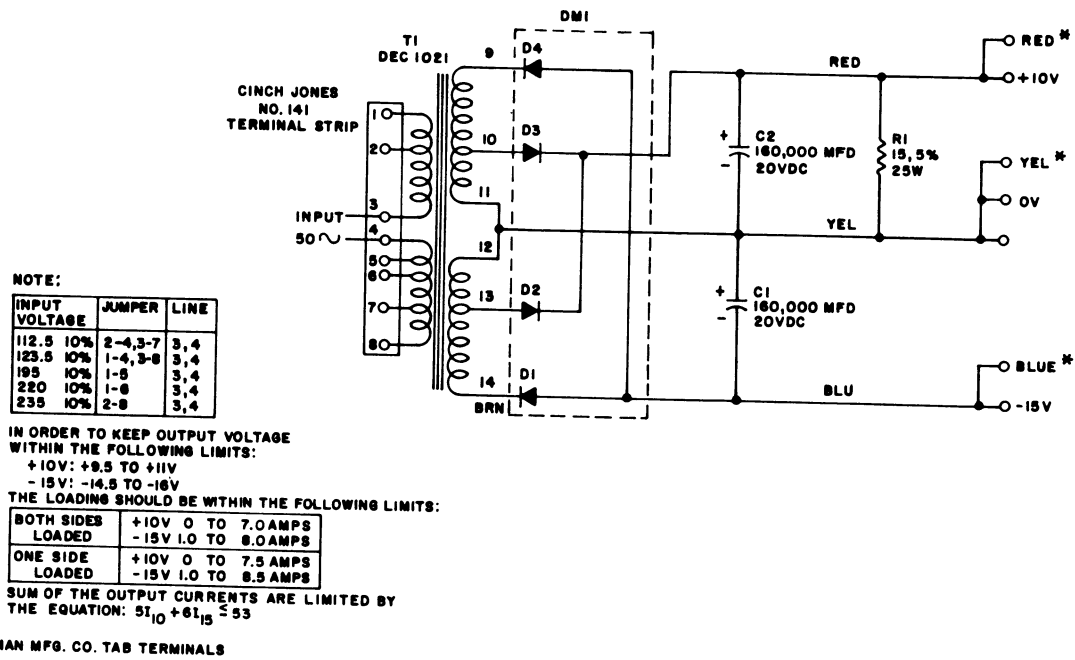 DM1
T1
DEC 1021
CINCH JONES
NO. 141
TERMINAL STRIP
1
2
3
INPUT
4
50 ~
5
6
7
8
9
10
11
12
13
14
BRN
D4
D3
D2
D1
RED
YEL
BLU
+
-
C2
160,000 MFD
20VDC
R1
15, 5%
25W
+
-
C1
160,000 MFD
20VDC
RED *
+10V
YEL *
0V
BLUE *
-15V
NOTE:
INPUT VOLTAGE JUMPER LINE
112.5 10% 2-4,3-7 3,4
123.5 10% 1-4,3-8 3,4
195 10% 1-5 3,4
220 10% 1-6 3,4
235 10% 2-8 3,4
IN ORDER TO KEEP OUTPUT VOLTAGE
WITHIN THE FOLLOWING LIMITS:
+10V: +9.5 TO +11V
-15V: -14.5 TO -16V
THE LOADING SHOULD BE WITHIN THE FOLLOWING LIMITS:
BOTH SIDES +10V 0 TO 7.0 AMPS
LOADED -15V 1.0 TO 8.0 AMPS
ONE SIDE +10V 0 TO 7.5 AMPS
LOADED -15V 1.0 TO 8.5 AMPS
SUM OF THE OUTPUT CURRENTS ARE LIMITED BY
THE EQUATION: 5I10 + 6I15 ≤ 53
MFG. CO. TAB TERMINALS